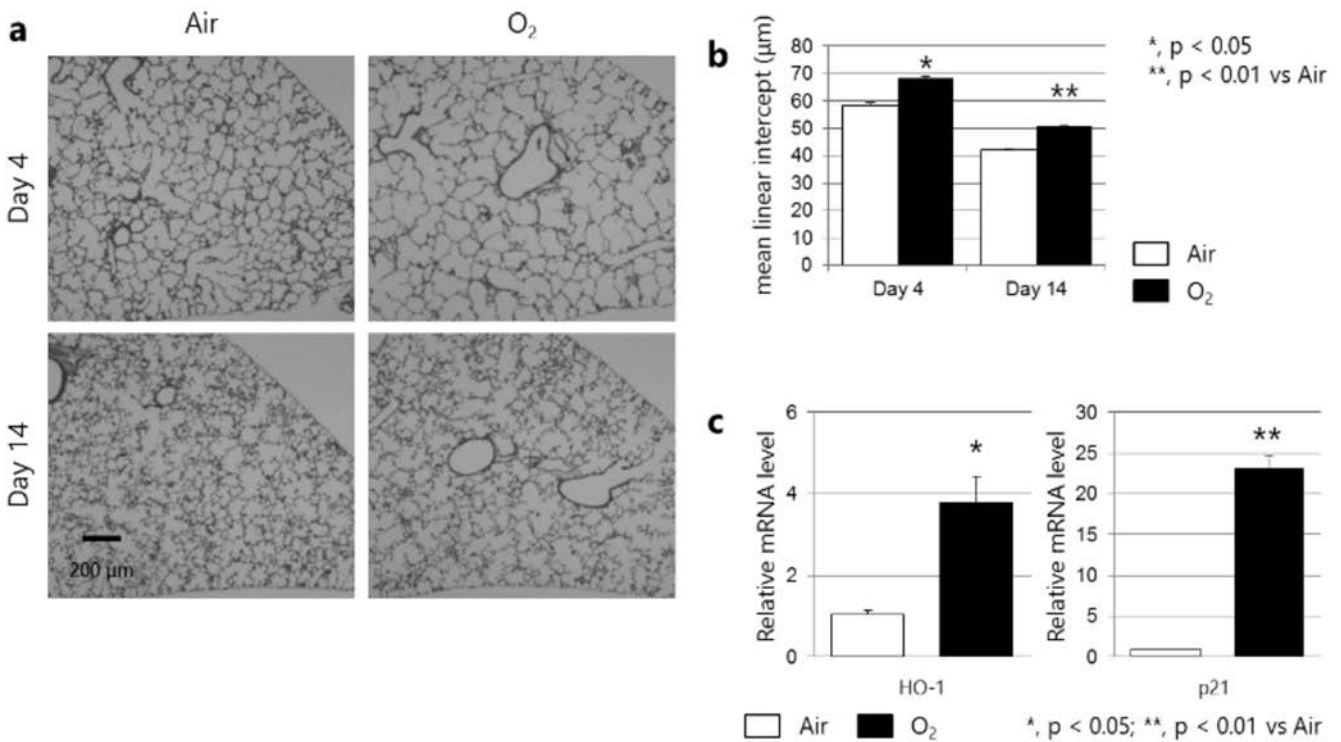 a
Air
O₂
Day 4
Day 14
200 μm
b
mean linear intercept (μm)
80
70
60
50
40
30
20
10
0
*
**
Day 4
Day 14
*, p < 0.05
**, p < 0.01 vs Air
Air
O₂
c
Relative mRNA level
6
4
2
0
*
HO-1
Relative mRNA level
30
25
20
15
10
5
0
**
p21
Air
O₂
*, p < 0.05; **, p < 0.01 vs Air